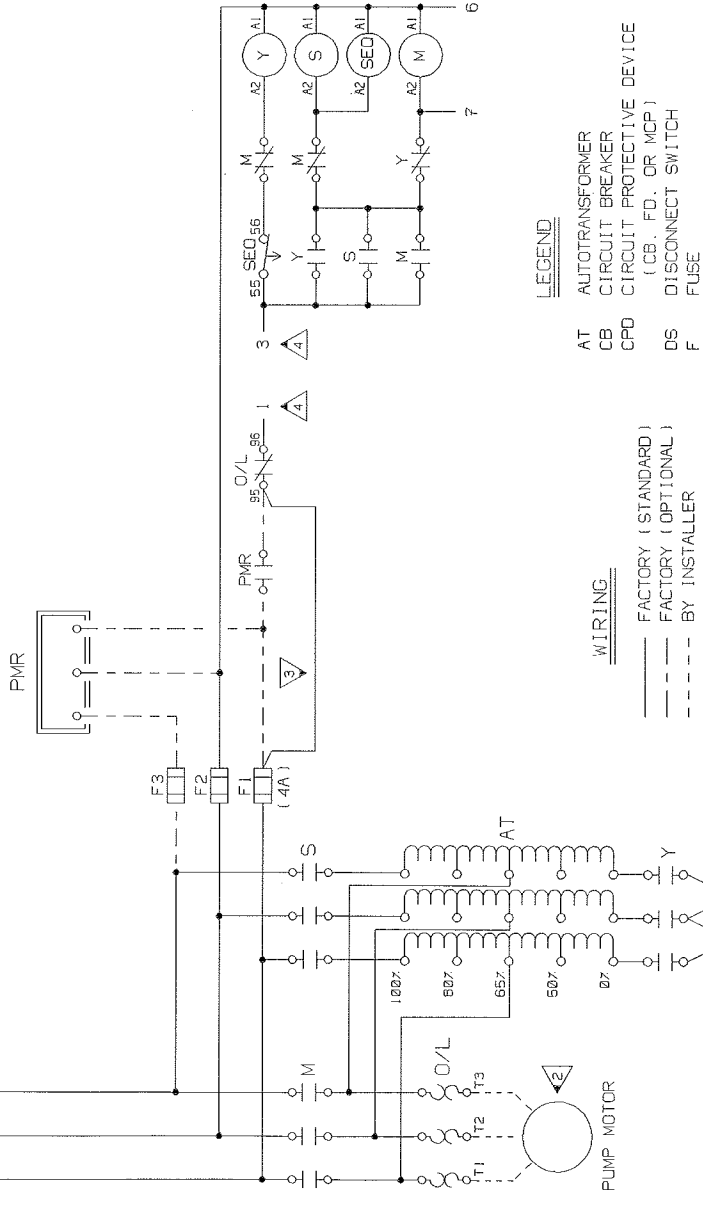 PMR
F3
F2
F1
(4A)
PMR
3
O/L
95
96
1
4
3
4
55
SEQ
56
M
A2
Y
A1
Y
M
A2
S
A1
S
A2
SEQ
A1
M
Y
A2
M
A1
7
6
S
M
100%
80%
65%
50%
0%
AT
Y
O/L
T1
T2
T3
2
PUMP MOTOR
WIRING
FACTORY (STANDARD)
FACTORY (OPTIONAL)
BY INSTALLER
LEGEND
AT AUTOTRANSFORMER
CB CIRCUIT BREAKER
CPD CIRCUIT PROTECTIVE DEVICE
(CB, FD, OR MCP)
DS DISCONNECT SWITCH
F FUSE